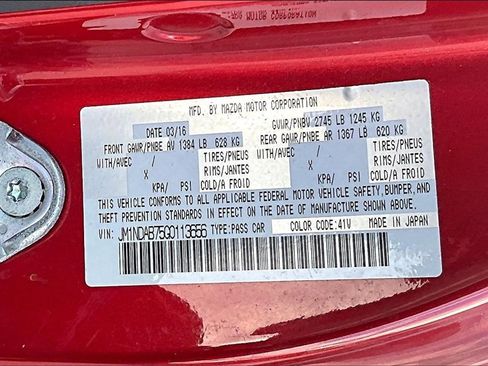 MFD. BY MAZDA MOTOR CORPORATION
DATE 03/16 GVWR/PNBV 2745 LB 1245 KG
FRONT GAWR/PNBE AV 1384 LB 628 KG REAR GAWR/PNBE AR 1367 LB 620 KG
WITH/AVEC / TIRES/PNEUS WITH/AVEC / TIRES/PNEUS
X RIMS/JANTES X RIMS/JANTES
KPA/ PSI COLD/A FROID KPA/ PSI COLD/A FROID
THIS VEHICLE CONFORMS TO ALL APPLICABLE FEDERAL MOTOR VEHICLE SAFETY, BUMPER, AND
THEFT PREVENTION STANDARDS IN EFFECT ON THE DATE OF MANUFACTURE SHOWN ABOVE.
VIN: JM1NDAB75G0113656 TYPE: PASS CAR COLOR CODE: 41V MADE IN JAPAN